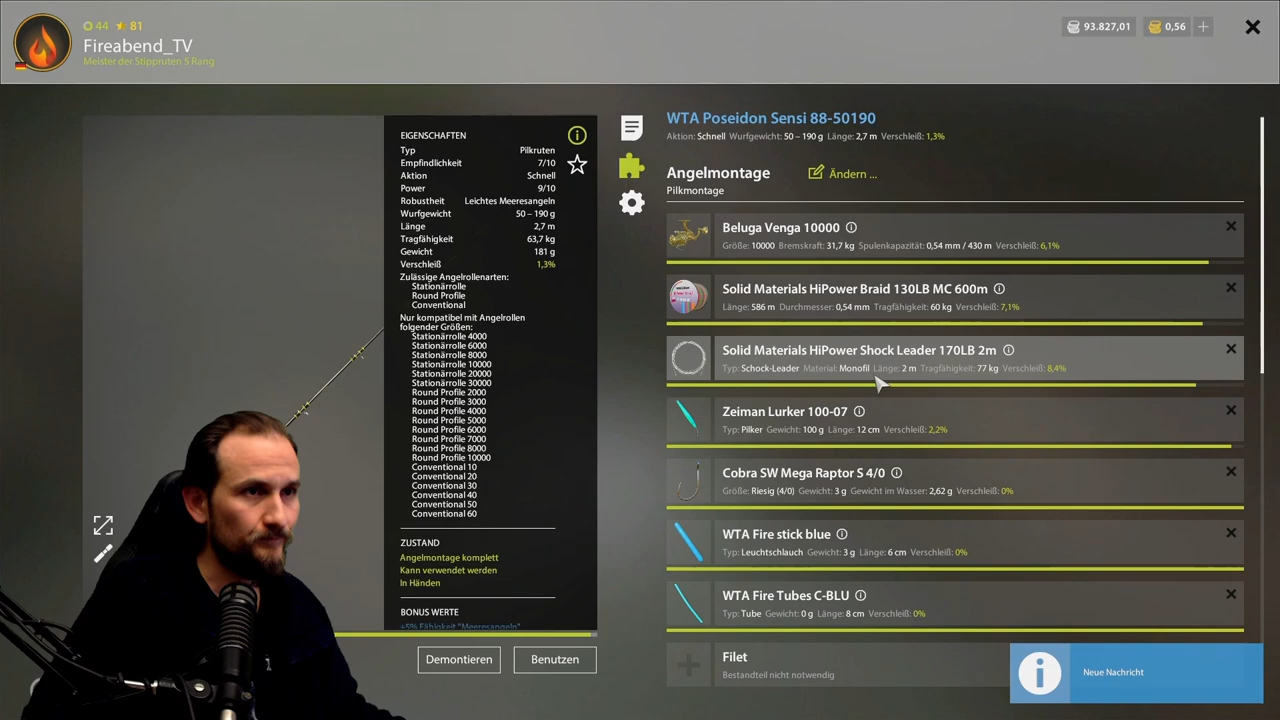 44 81
Fireabend_TV
Meister der Stippruten 5 Rang
93.827,01
0,56
EIGENSCHAFTEN
Typ Pilkruten
Empfindlichkeit 7/10
Aktion Schnell
Power 9/10
Robustheit Leichtes Meeresangeln
Wurfgewicht 50 – 190 g
Länge 2,7 m
Tragfähigkeit 63,7 kg
Gewicht 181 g
Verschleiß 1,3%
Zulässige Angelrollenarten:
Stationärrolle
Round Profile
Conventional
Nur kompatibel mit Angelrollen
folgender Größen:
Stationärrolle 4000
Stationärrolle 6000
Stationärrolle 8000
Stationärrolle 10000
Stationärrolle 20000
Stationärrolle 30000
Round Profile 2000
Round Profile 3000
Round Profile 4000
Round Profile 5000
Round Profile 6000
Round Profile 7000
Round Profile 8000
Round Profile 10000
Conventional 10
Conventional 20
Conventional 30
Conventional 40
Conventional 50
Conventional 60
ZUSTAND
Angelmontage komplett
Kann verwendet werden
In Händen
BONUS WERTE
+5% Fähigkeit "Meeresangeln"
Demontieren
Benutzen
WTA Poseidon Sensi 88-50190
Aktion: Schnell Wurfgewicht: 50 – 190 g Länge: 2,7 m Verschleiß: 1,3%
Angelmontage
Ändern ...
Pilkmontage
Beluga Venga 10000
Größe: 10000 Bremskraft: 31,7 kg Spulenkapazität: 0,54 mm / 430 m Verschleiß: 6,1%
Solid Materials HiPower Braid 130LB MC 600m
Länge: 586 m Durchmesser: 0,54 mm Tragfähigkeit: 60 kg Verschleiß: 7,1%
Solid Materials HiPower Shock Leader 170LB 2m
Typ: Schock-Leader Material: Monofil Länge: 2 m Tragfähigkeit: 77 kg Verschleiß: 8,4%
Zeiman Lurker 100-07
Typ: Pilker Gewicht: 100 g Länge: 12 cm Verschleiß: 2,2%
Cobra SW Mega Raptor S 4/0
Größe: Riesig (4/0) Gewicht: 3 g Gewicht im Wasser: 2,62 g Verschleiß: 0%
WTA Fire stick blue
Typ: Leuchtschlauch Gewicht: 3 g Länge: 6 cm Verschleiß: 0%
WTA Fire Tubes C-BLU
Typ: Tube Gewicht: 0 g Länge: 8 cm Verschleiß: 0%
Filet
Bestandteil nicht notwendig
Neue Nachricht